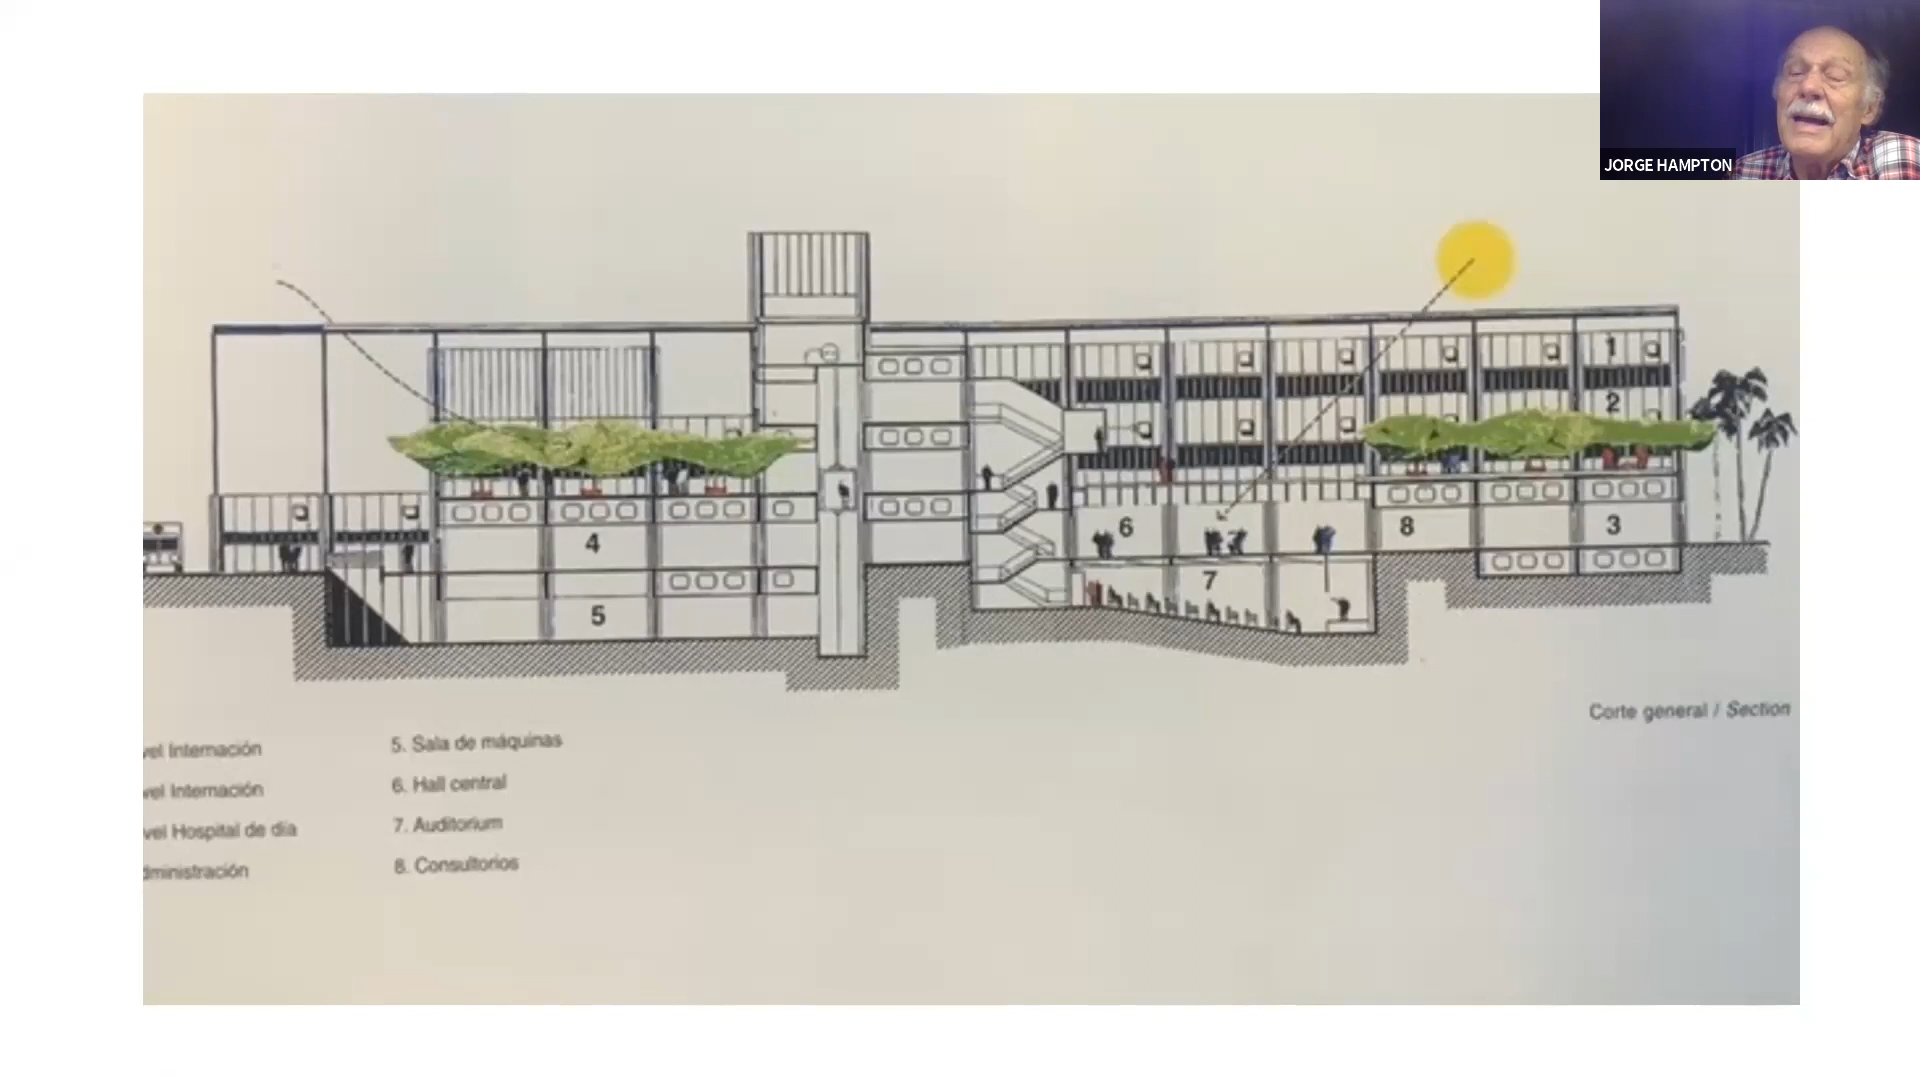 JORGE HAMPTON
1
2
6
8
3
4
7
5
Corte general / Section
vel Internación
vel Internación
vel Hospital de día
dministración
5. Sala de máquinas
6. Hall central
7. Auditorium
8. Consultorios